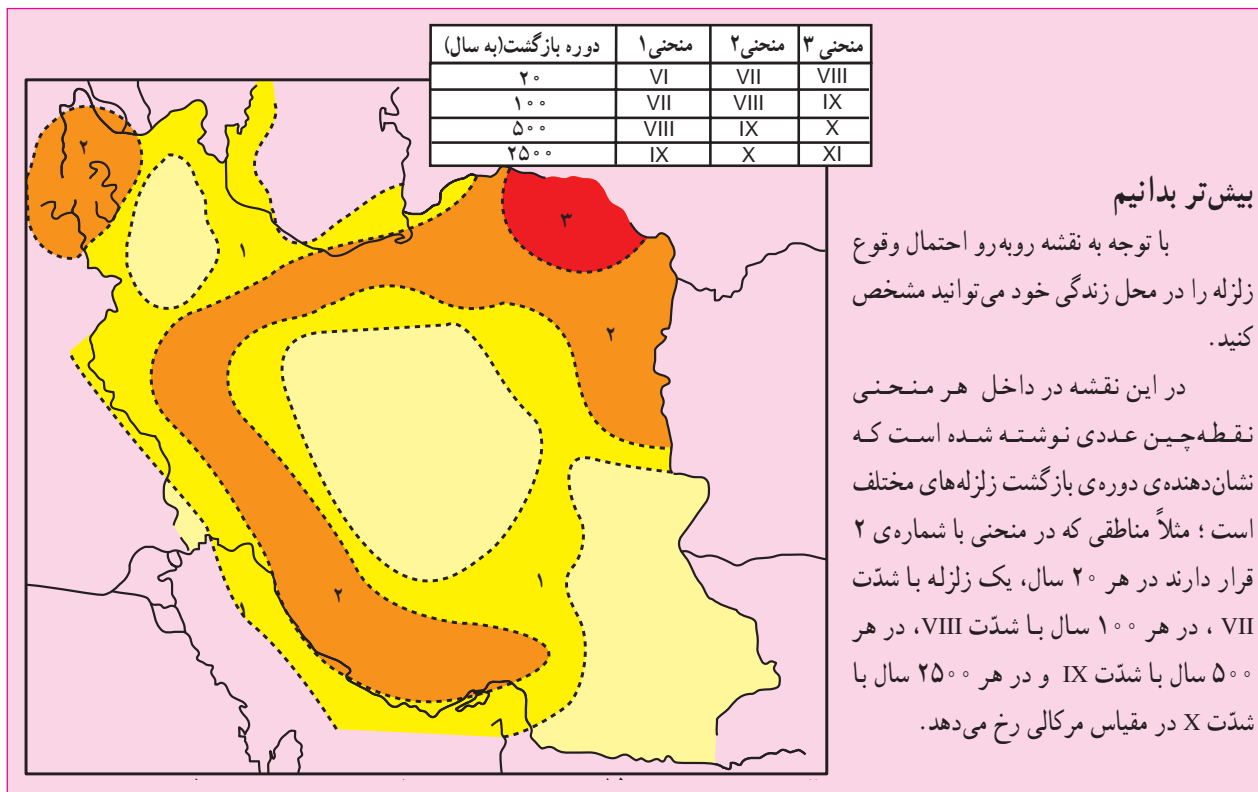 دوره بازگشت(به سال) منحنی۱ منحنی۲ منحنی ۳
۲۰ VI VII VIII
۱۰۰ VII VIII IX
۵۰۰ VIII IX X
۲۵۰۰ IX X XI
۲
۱
۳
۲
۱
۲
۱
بیش‌تر بدانیم
با توجه به نقشه روبه‌رو احتمال وقوع
زلزله را در محل زندگی خود می‌توانید مشخص
کنید.
در این نقشه در داخل هر منحنی
نقطه‌چین عددی نوشته شده است که
نشان‌دهنده‌ی دوره‌ی بازگشت زلزله‌های مختلف
است ؛ مثلاً مناطقی که در منحنی با شماره‌ی ۲
قرار دارند در هر ۲۰ سال، یک زلزله با شدّت
VII ، در هر ۱۰۰ سال با شدّت VIII، در هر
۵۰۰ سال با شدّت IX و در هر ۲۵۰۰ سال با
شدّت X در مقیاس مرکالی رخ می‌دهد.